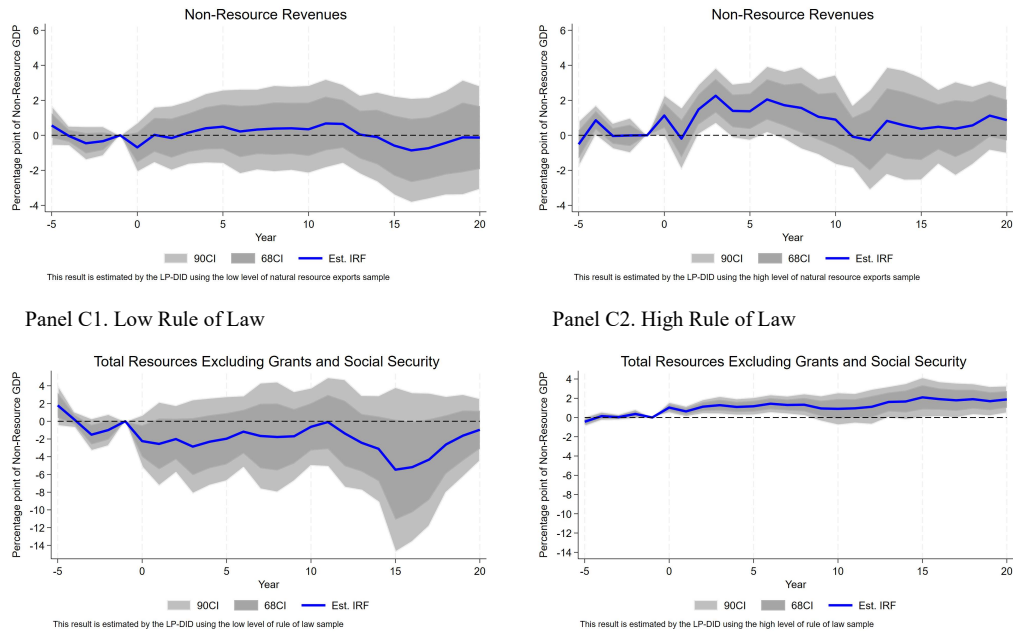 Non-Resource Revenues
Percentage point of Non-Resource GDP
6
4
2
0
-2
-4
-5
0
5
10
15
20
Year
90CI 68CI Est. IRF
This result is estimated by the LP-DID using the low level of natural resource exports sample
Non-Resource Revenues
Percentage point of Non-Resource GDP
6
4
2
0
-2
-4
-5
0
5
10
15
20
Year
90CI 68CI Est. IRF
This result is estimated by the LP-DID using the high level of natural resource exports sample
Panel C1. Low Rule of Law
Total Resources Excluding Grants and Social Security
Percentage point of Non-Resource GDP
4
2
0
-2
-4
-6
-8
-10
-12
-14
-5
0
5
10
15
20
Year
90CI 68CI Est. IRF
This result is estimated by the LP-DID using the low level of rule of law sample
Panel C2. High Rule of Law
Total Resources Excluding Grants and Social Security
Percentage point of Non-Resource GDP
4
2
0
-2
-4
-6
-8
-10
-12
-14
-5
0
5
10
15
20
Year
90CI 68CI Est. IRF
This result is estimated by the LP-DID using the high level of rule of law sample